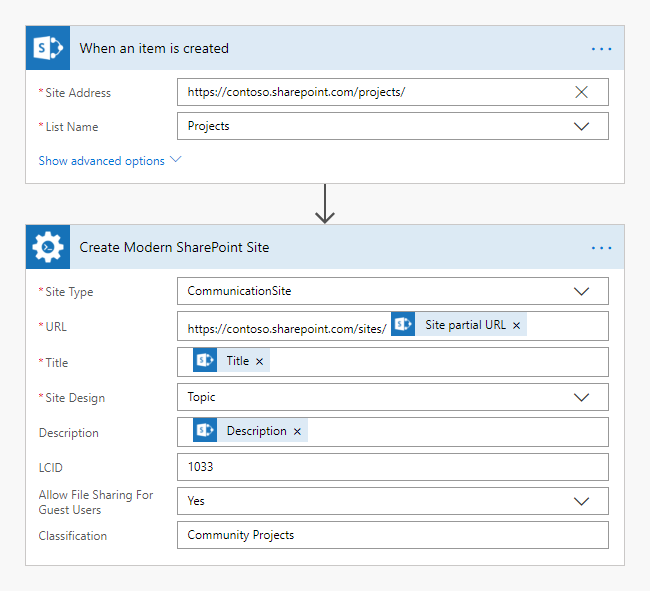 When an item is created
* Site Address https://contoso.sharepoint.com/projects/
* List Name Projects
Show advanced options
Create Modern SharePoint Site
* Site Type CommunicationSite
* URL https://contoso.sharepoint.com/sites/ Site partial URL ×
* Title Title ×
* Site Design Topic
Description Description ×
LCID 1033
Allow File Sharing For
Guest Users Yes
Classification Community Projects